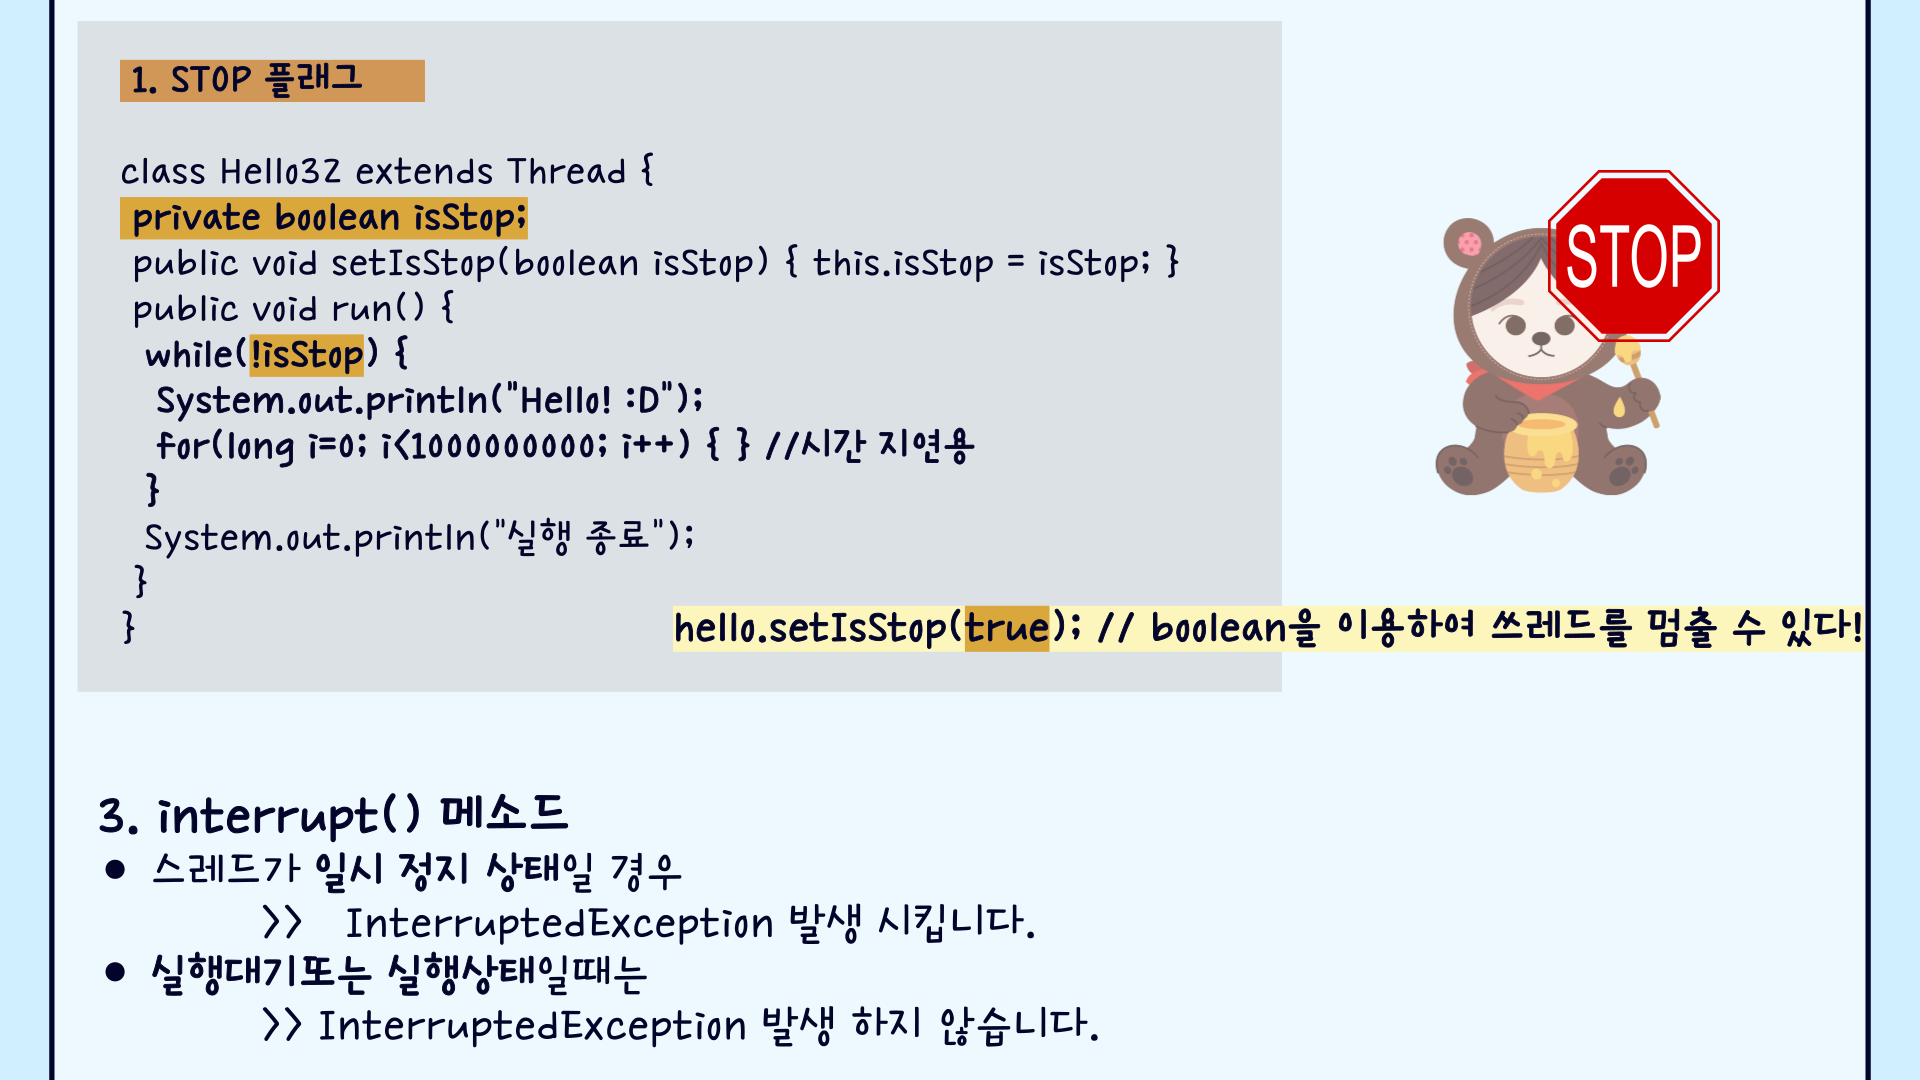 1. STOP 플래그
class Hello32 extends Thread {
private boolean isStop;
public void setIsStop(boolean isStop) { this.isStop = isStop; }
public void run() {
while(!isStop) {
System.out.println("Hello! :D");
for(long i=0; i<1000000000; i++) { } //시간 지연용
}
System.out.println("실행 종료");
}
}
hello.setIsStop(true); // boolean을 이용하여 쓰레드를 멈출 수 있다!
STOP
3. interrupt() 메소드
● 스레드가 일시 정지 상태일 경우
>> InterruptedException 발생 시킵니다.
● 실행대기또는 실행상태일때는
>> InterruptedException 발생 하지 않습니다.